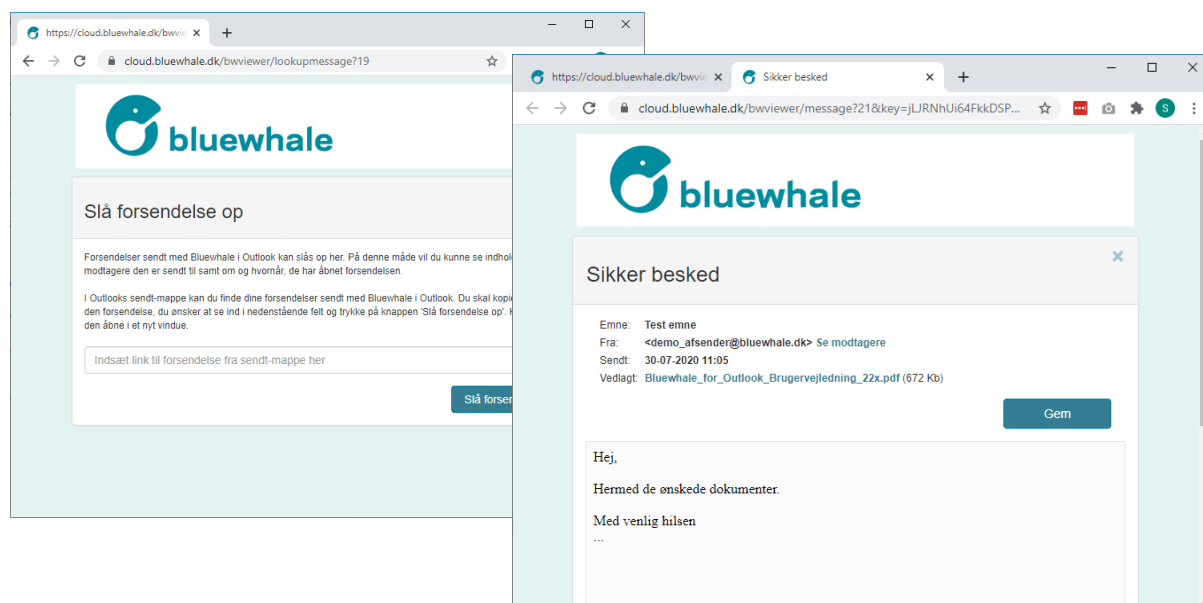 https://cloud.bluewhale.dk/bwvie
cloud.bluewhale.dk/bwviewer/lookupmessage?19
bluewhale
Slå forsendelse op
Forsendelser sendt med Bluewhale i Outlook kan slås op her. På denne måde vil du kunne se
modtagere den er sendt til samt om og hvornår, de har åbnet forsendelsen.
I Outlooks sendt-mappe kan du finde dine forsendelser sendt med Bluewhale i Outlook. Du skal
den forsendelse, du ønsker at se ind i nedenstående felt og trykke på knappen 'Slå forsendelse op'.
den åbne i et nyt vindue.
Indsæt link til forsendelse fra sendt-mappe her
Slå
https://cloud.bluewhale.dk/bwvie
Sikker besked
cloud.bluewhale.dk/bwviewer/message?21&key=jLJRNhUi64FkkDSP...
S
bluewhale
Sikker besked
Emne: Test emne
Fra: <demo_afsender@bluewhale.dk> Se modtagere
Sendt: 30-07-2020 11:05
Vedlagt: Bluewhale_for_Outlook_Brugervejledning_22x.pdf (672 Kb)
Gem
Hej,
Hermed de ønskede dokumenter.
Med venlig hilsen
...